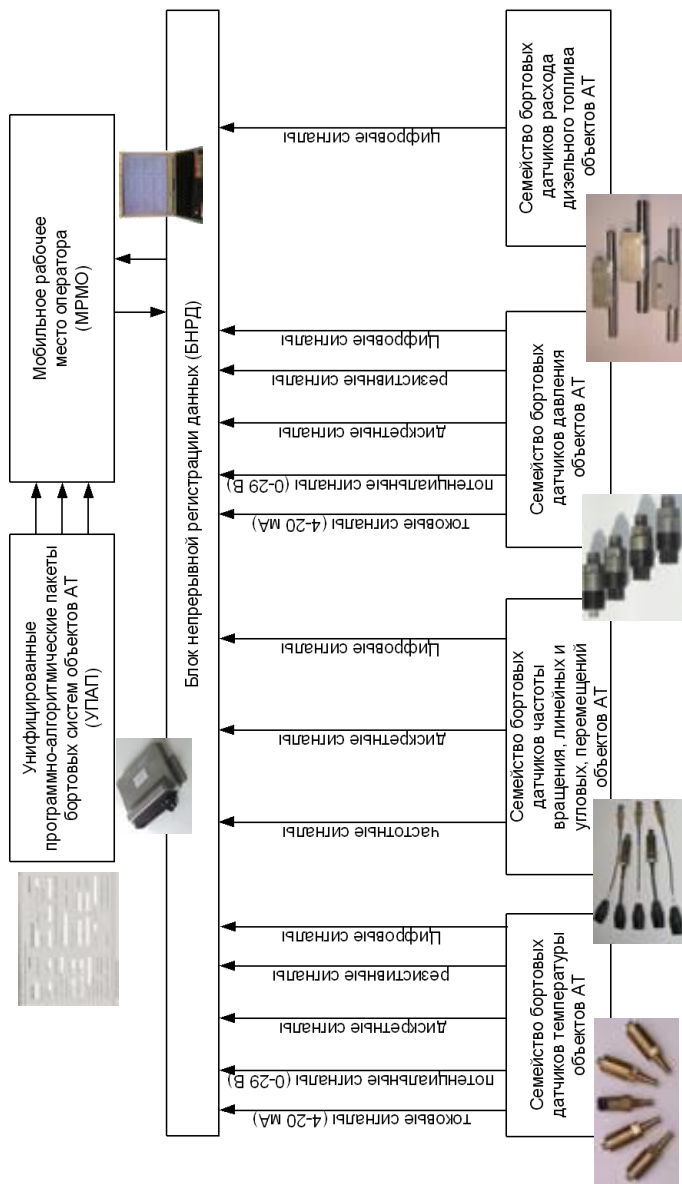 Унифицированные
программно-алгоритмические пакеты
бортовых систем объектов АТ
(УПАП)
Мобильное рабочее
место оператора
(МРМО)
Блок непрерывной регистрации данных (БНРД)
токовые сигналы (4-20 мА)
потенциальные сигналы (0-29 В)
дискретные сигналы
резистивные сигналы
Цифровые сигналы
частотные сигналы
дискретные сигналы
Цифровые сигналы
токовые сигналы (4-20 мА)
потенциальные сигналы (0-29 В)
дискретные сигналы
резистивные сигналы
Цифровые сигналы
цифровые сигналы
Семейство бортовых
датчиков температуры
объектов АТ
Семейство бортовых
датчиков частоты
вращения, линейных и
угловых, перемещений
объектов АТ
Семейство бортовых
датчиков давления
объектов АТ
Семейство бортовых
датчиков расхода
дизельного топлива
объектов АТ